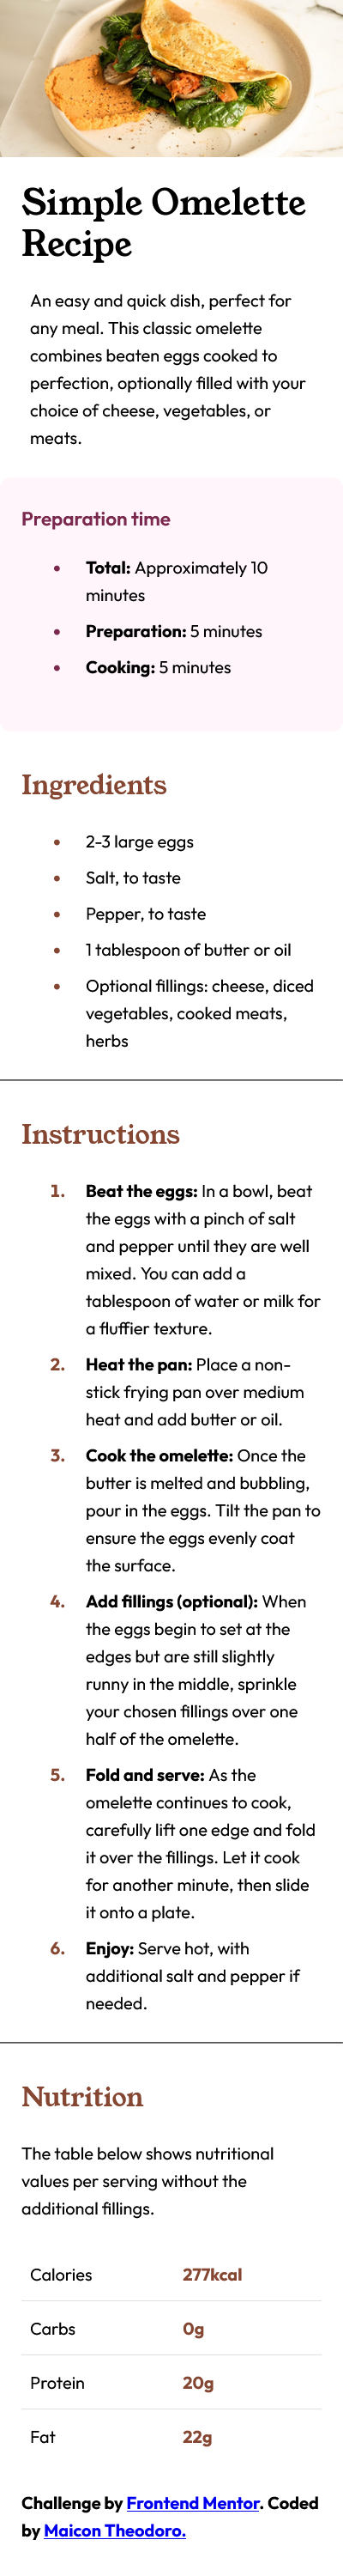 Simple Omelette
Recipe
An easy and quick dish, perfect for
any meal. This classic omelette
combines beaten eggs cooked to
perfection, optionally filled with your
choice of cheese, vegetables, or
meats.
Preparation time
• Total: Approximately 10
minutes
• Preparation: 5 minutes
• Cooking: 5 minutes
Ingredients
• 2-3 large eggs
• Salt, to taste
• Pepper, to taste
• 1 tablespoon of butter or oil
• Optional fillings: cheese, diced
vegetables, cooked meats,
herbs
Instructions
1. Beat the eggs: In a bowl, beat
the eggs with a pinch of salt
and pepper until they are well
mixed. You can add a
tablespoon of water or milk for
a fluffier texture.
2. Heat the pan: Place a non-
stick frying pan over medium
heat and add butter or oil.
3. Cook the omelette: Once the
butter is melted and bubbling,
pour in the eggs. Tilt the pan to
ensure the eggs evenly coat
the surface.
4. Add fillings (optional): When
the eggs begin to set at the
edges but are still slightly
runny in the middle, sprinkle
your chosen fillings over one
half of the omelette.
5. Fold and serve: As the
omelette continues to cook,
carefully lift one edge and fold
it over the fillings. Let it cook
for another minute, then slide
it onto a plate.
6. Enjoy: Serve hot, with
additional salt and pepper if
needed.
Nutrition
The table below shows nutritional
values per serving without the
additional fillings.
Calories 277kcal
Carbs 0g
Protein 20g
Fat 22g
Challenge by Frontend Mentor. Coded
by Maicon Theodoro.